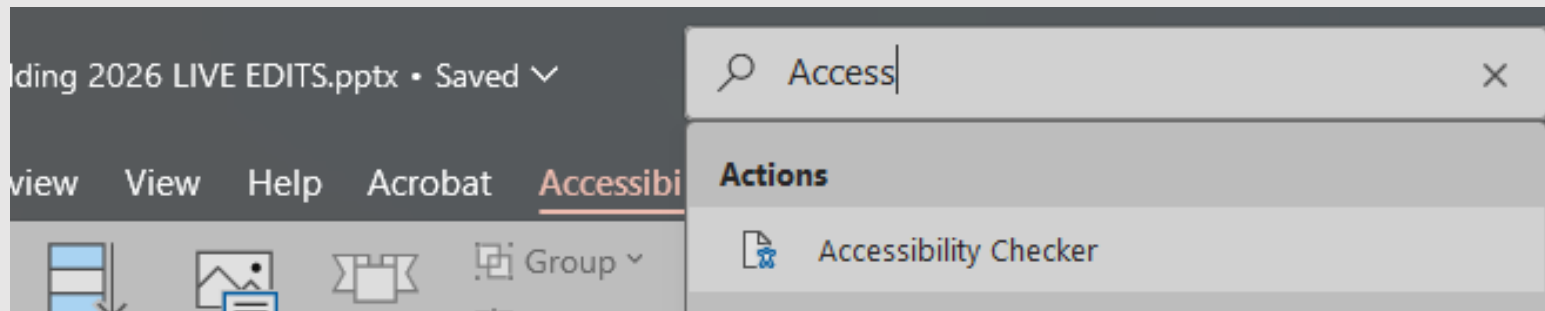 lding 2026 LIVE EDITS.pptx • Saved
Access
view View Help Acrobat Accessibi
Actions
Group
Accessibility Checker